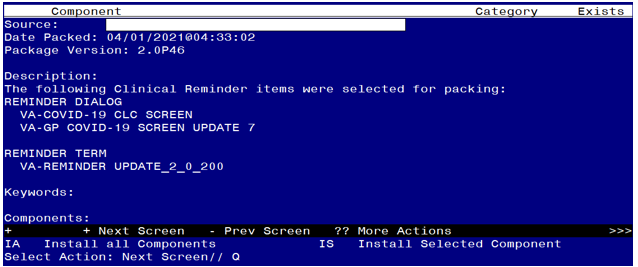 Component Category Exists
Source:
Date Packed: 04/01/2021@04:33:02
Package Version: 2.0P46
Description:
The following Clinical Reminder items were selected for packing:
REMINDER DIALOG
VA-COVID-19 CLC SCREEN
VA-GP COVID-19 SCREEN UPDATE 7
REMINDER TERM
VA-REMINDER UPDATE_2_0_200
Keywords:
Components:
+ + Next Screen - Prev Screen ?? More Actions >>>
IA Install all Components IS Install Selected Component
Select Action: Next Screen// Q